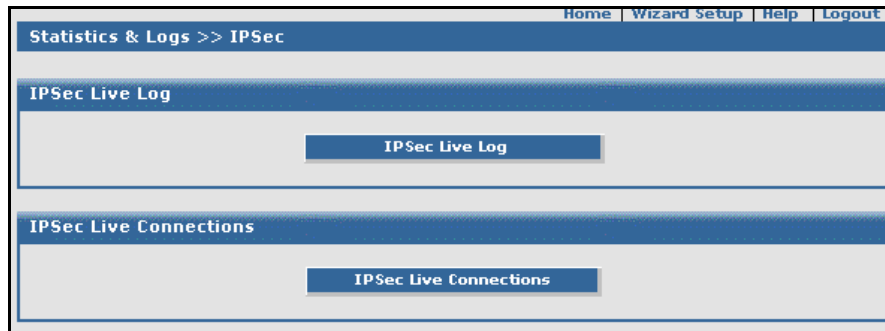 Home | Wizard Setup | Help | Logout
Statistics & Logs >> IPSec
IPSec Live Log
IPSec Live Log
IPSec Live Connections
IPSec Live Connections